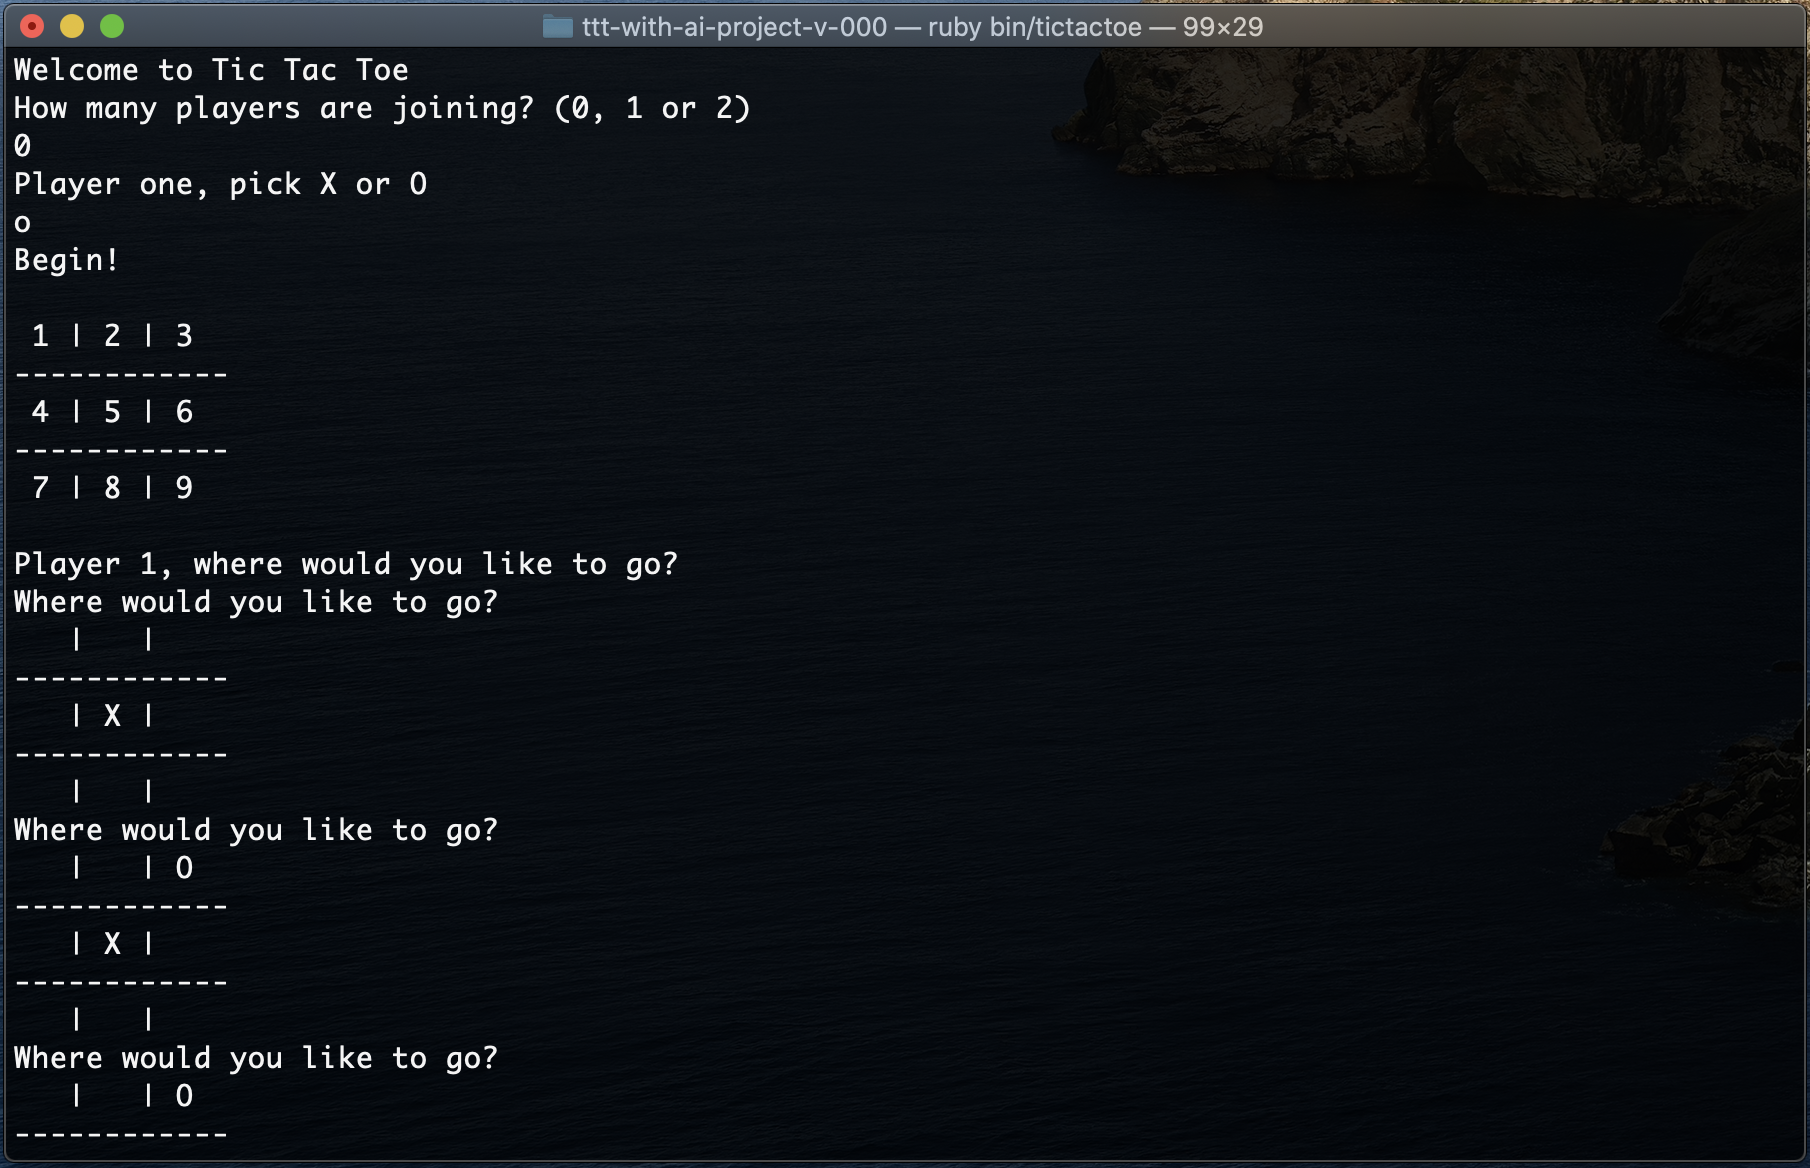 ttt-with-ai-project-v-000 — ruby bin/tictactoe — 99×29
Welcome to Tic Tac Toe
How many players are joining? (0, 1 or 2)
0
Player one, pick X or O
o
Begin!
 1 | 2 | 3
------------
 4 | 5 | 6
------------
 7 | 8 | 9
Player 1, where would you like to go?
Where would you like to go?
   |   |
------------
   | X |
------------
   |   |
Where would you like to go?
   |   | O
------------
   | X |
------------
   |   |
Where would you like to go?
   |   | O
------------